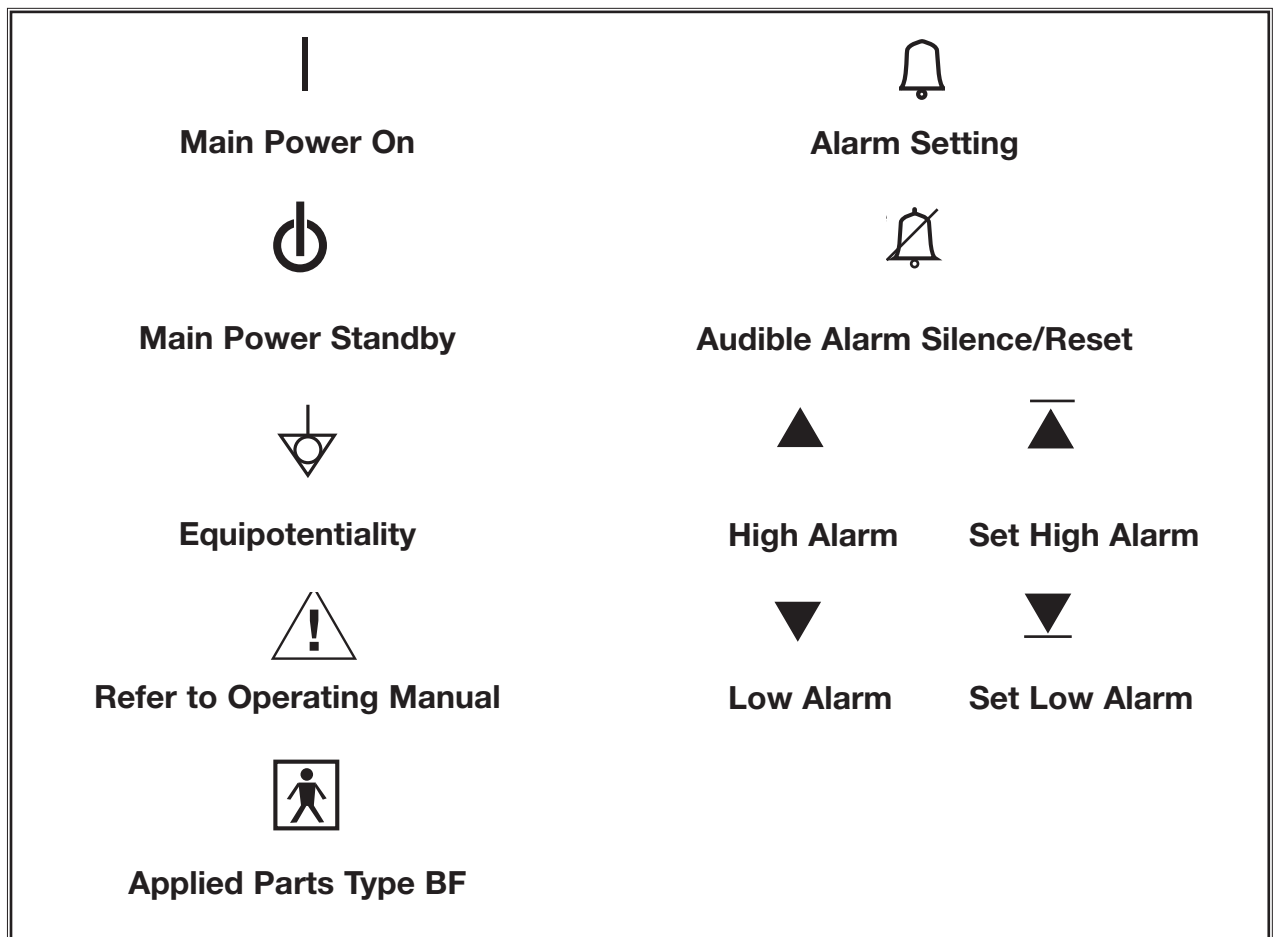 Main Power On
Alarm Setting
Main Power Standby
Audible Alarm Silence/Reset
Equipotentiality
High Alarm
Set High Alarm
!
Refer to Operating Manual
Low Alarm
Set Low Alarm
Applied Parts Type BF